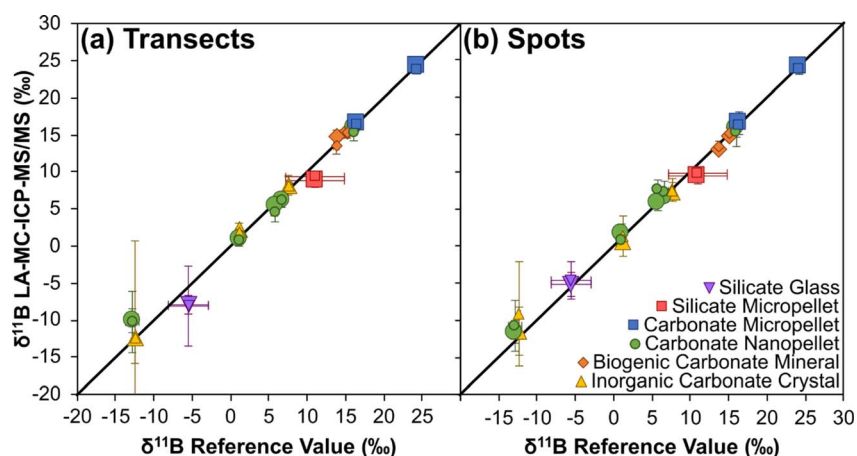 (a) Transects
(b) Spots
δ¹¹B LA-MC-ICP-MS/MS (‰)
30
25
20
15
10
5
0
-5
-10
-15
-20
-20
-15
-10
-5
0
5
10
15
20
25
-15
-10
-5
0
5
10
15
20
25
δ¹¹B Reference Value (‰)
δ¹¹B Reference Value (‰)
Silicate Glass
Silicate Micropellet
Carbonate Micropellet
Carbonate Nanopellet
Biogenic Carbonate Mineral
Inorganic Carbonate Crystal